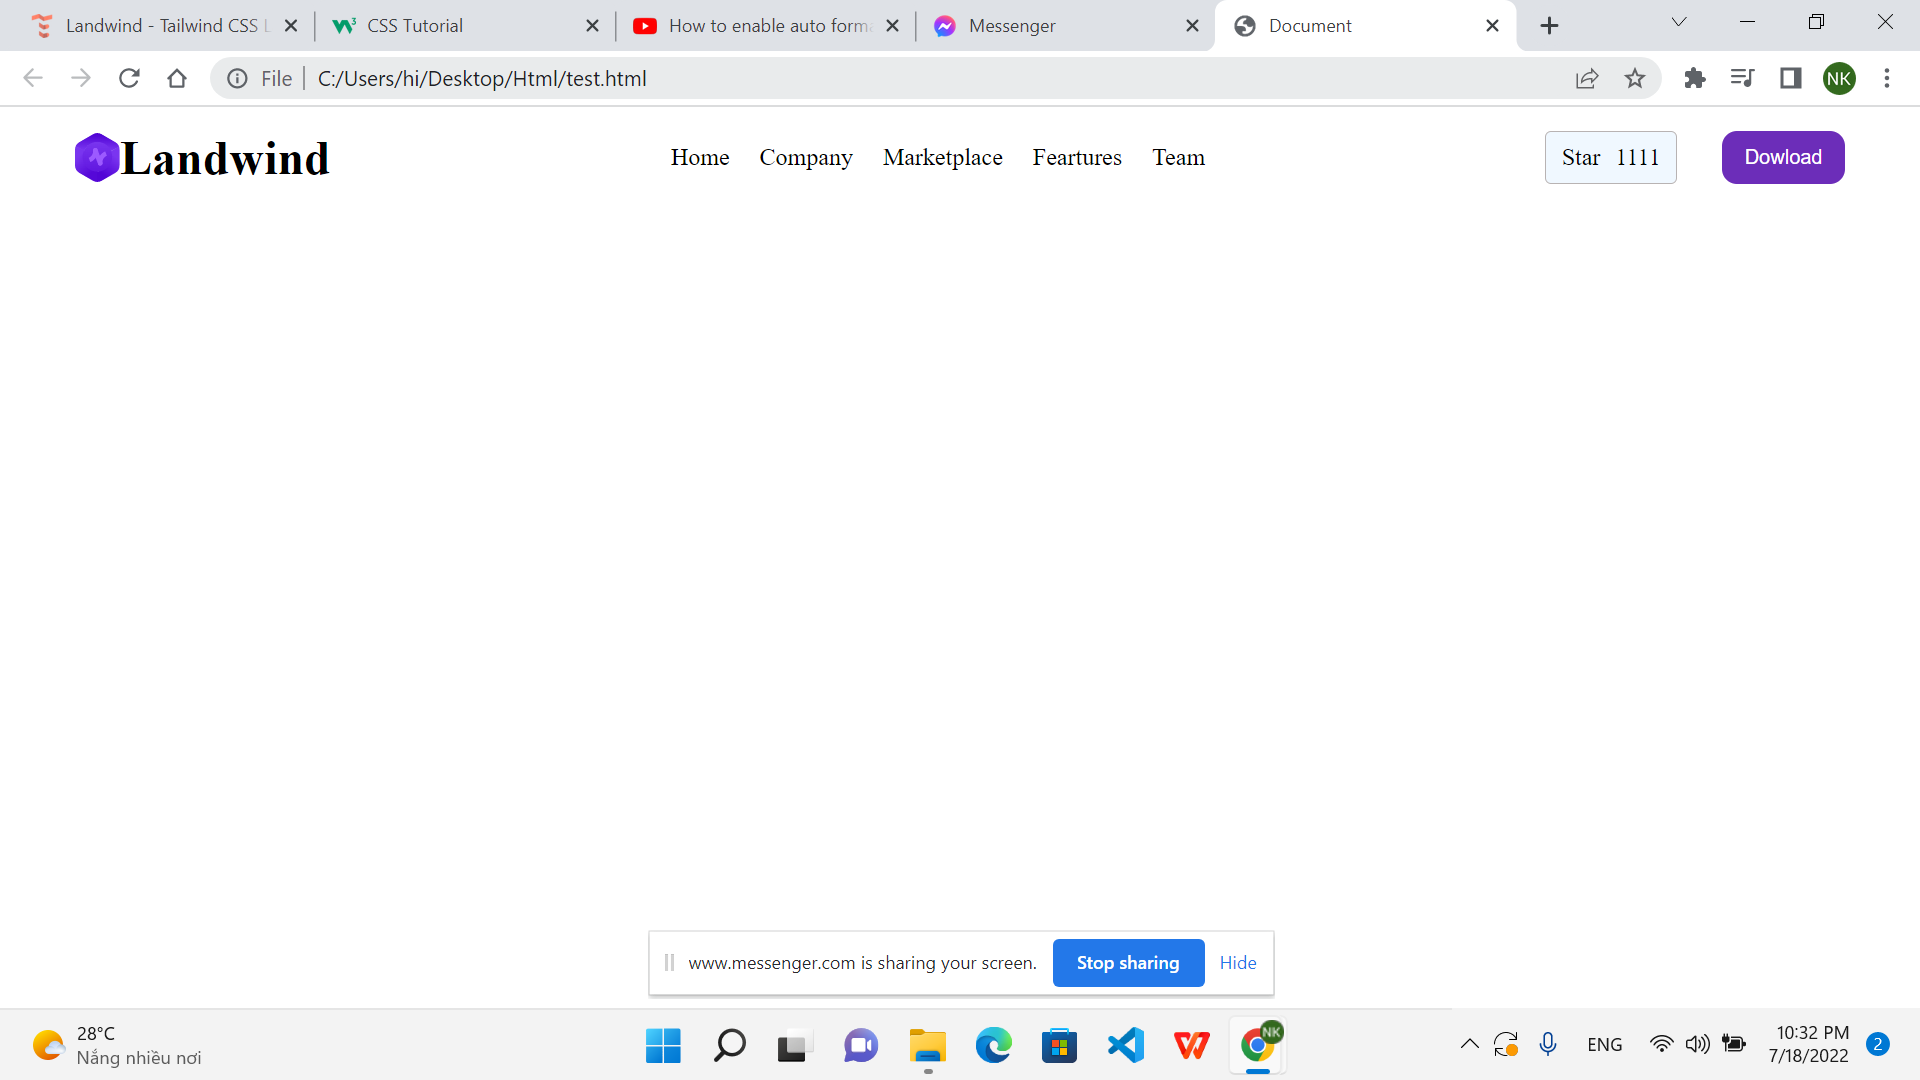 Landwind - Tailwind CSS L
CSS Tutorial
How to enable auto forma
Messenger
Document
File
C:/Users/hi/Desktop/Html/test.html
NK
Landwind
Home Company Marketplace Feartures Team
Star 1111
Dowload
www.messenger.com is sharing your screen.
Stop sharing
Hide
28°C
Nắng nhiều nơi
NK
ENG
10:32 PM
7/18/2022
2